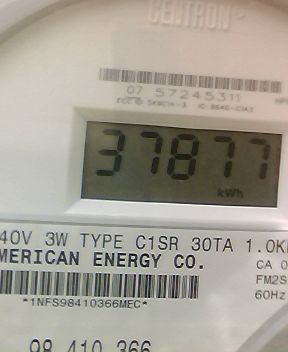 CENTRON
07 57245311
37877
kWh
40V 3W TYPE C1SR 30TA 1.0K
MERICAN ENERGY CO.
CA 0
FM2S
60Hz
*1NFS98410366MEC*
98 410 366